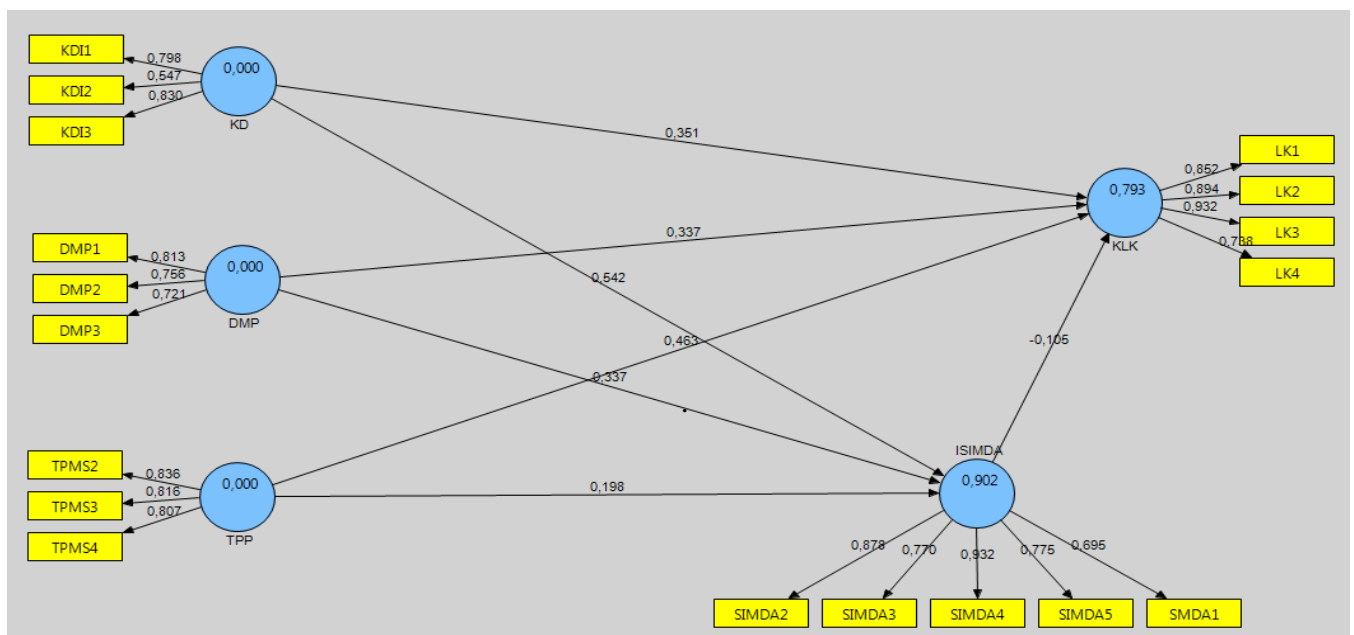 KDI1
0,798
0,000
KDI2
0,547
KDI3
0,830
KD
0,351
LK1
0,852
0,793
LK2
0,894
LK3
0,932
KLK
0,738
LK4
DMP1
0,813
0,000
DMP2
0,756
DMP3
0,721
DMP
0,337
0,542
0,463
-0,105
0,337
TPMS2
0,836
0,000
TPMS3
0,816
TPMS4
0,807
TPP
0,198
ISIMDA
0,902
0,878
0,770
0,932
0,775
0,695
SIMDA2
SIMDA3
SIMDA4
SIMDA5
SMDA1